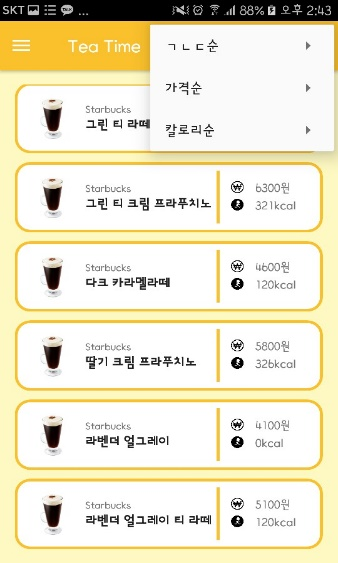 SKT ... 88% 오후 2:43
Tea Time
ㄱㄴㄷ순
가격순
칼로리순
Starbucks
그린 티 라떼
Starbucks
그린 티 크림 프라푸치노
6300원
321kcal
Starbucks
다크 카라멜라떼
4600원
120kcal
Starbucks
딸기 크림 프라푸치노
5800원
326kcal
Starbucks
라벤더 얼그레이
4100원
0kcal
Starbucks
라벤더 얼그레이 티 라떼
5100원
120kcal